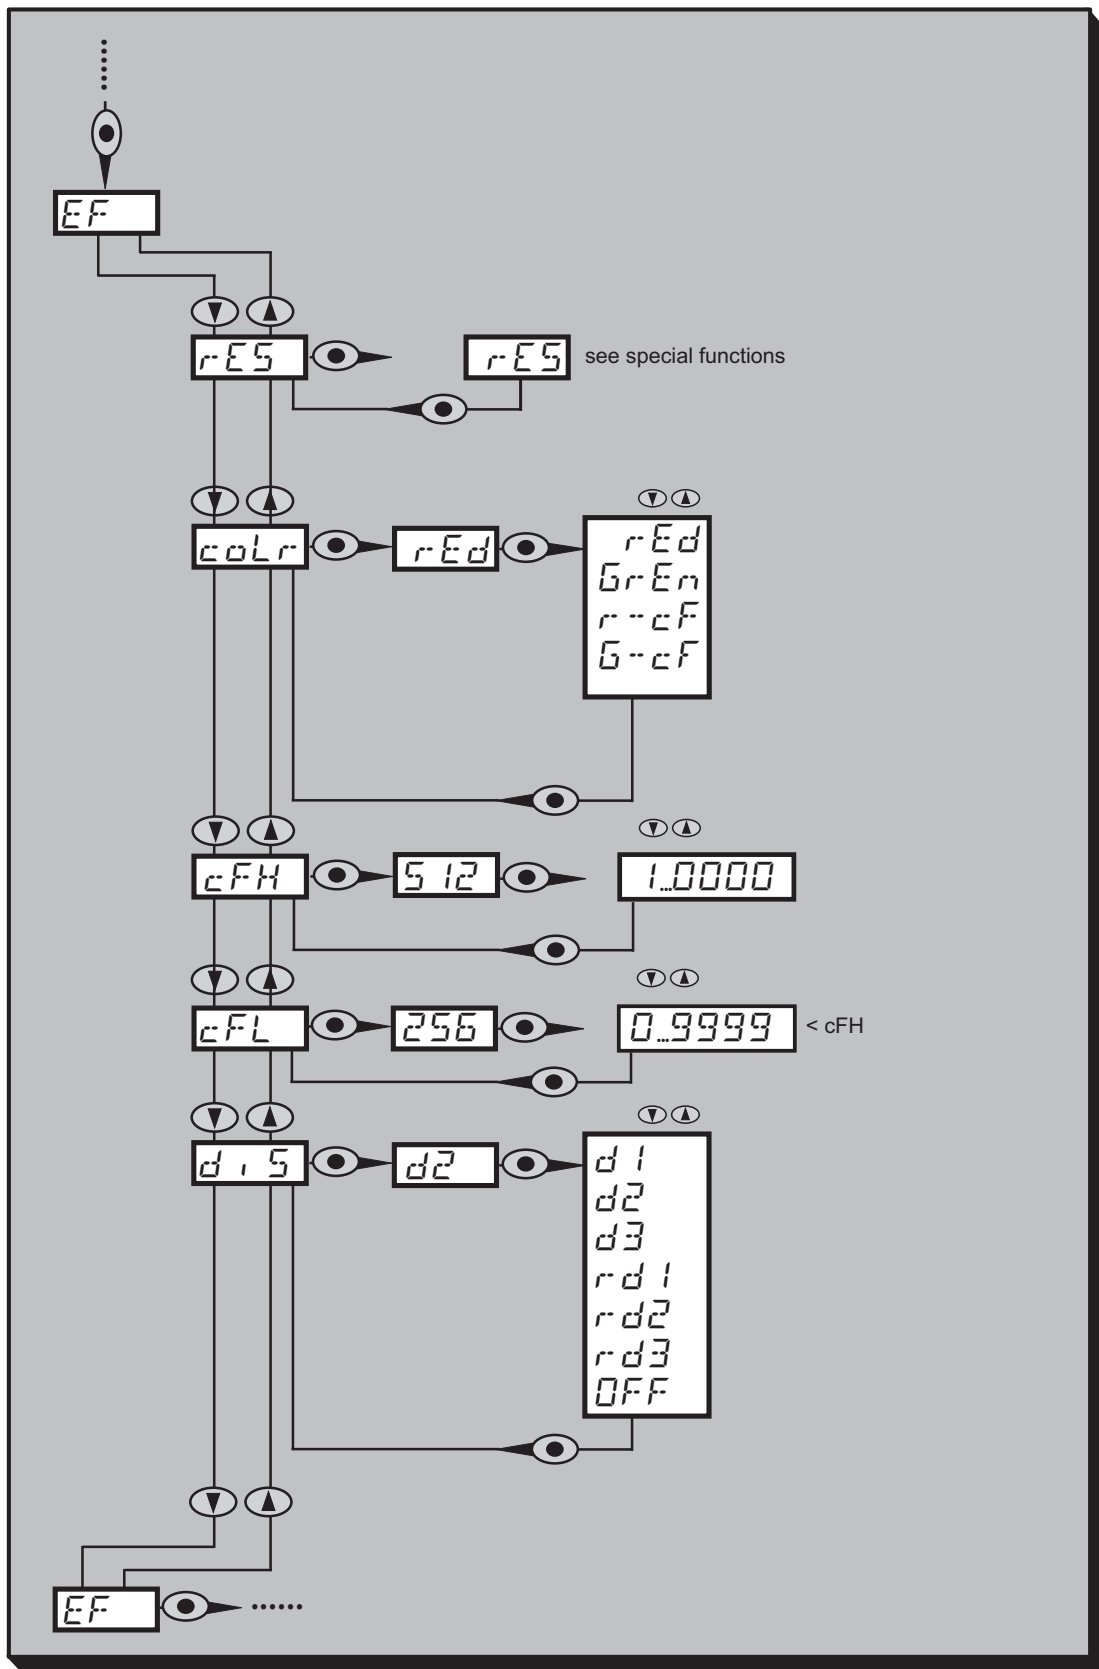 EF
rES
rES see special functions
coLr
rEd
rEd
GrEn
r-cF
G-cF
cFH
512
1...0000
cFL
256
0...9999 < cFH
diS
d2
d1
d2
d3
rd1
rd2
rd3
OFF
EF